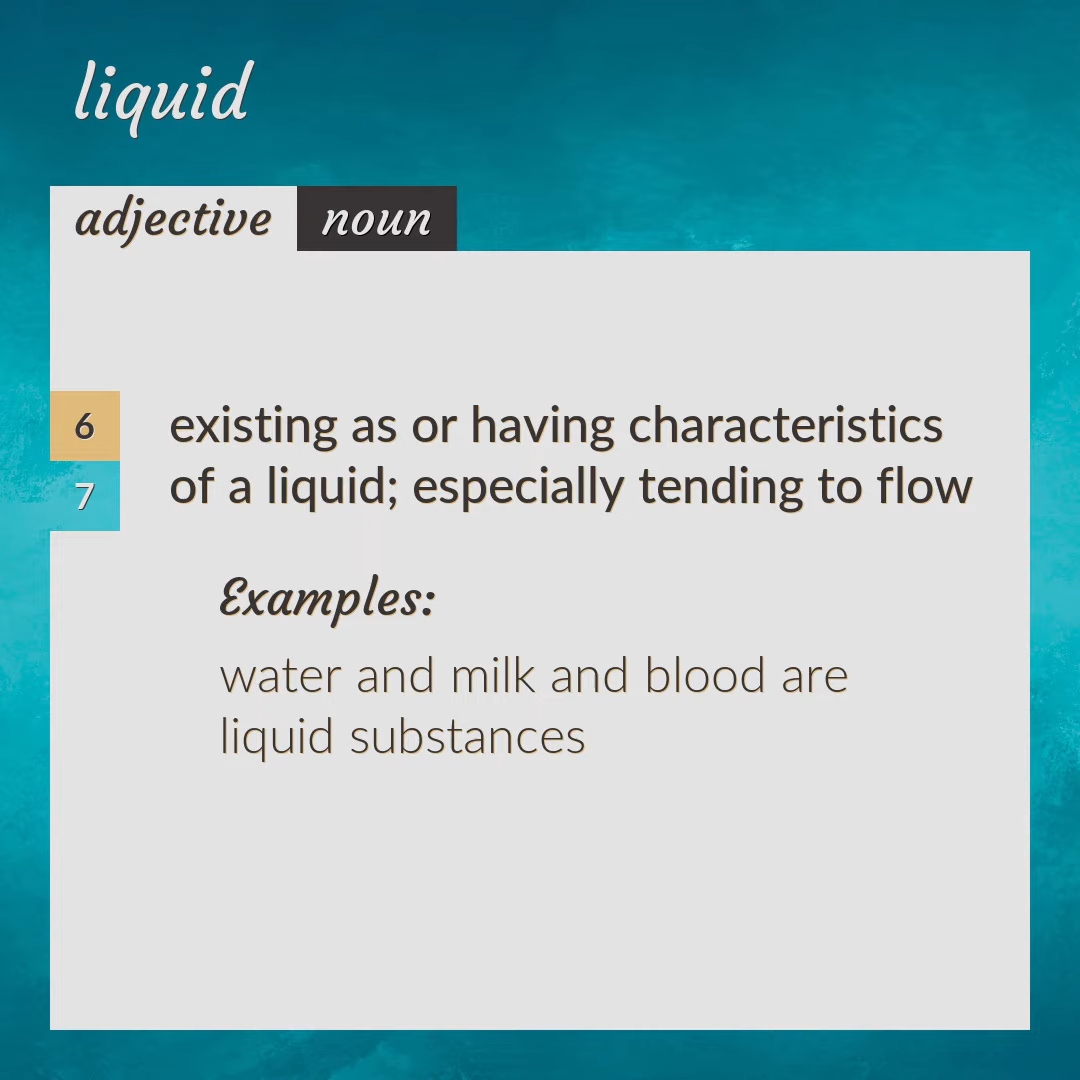 liquid
adjective noun
6
7
existing as or having characteristics
of a liquid; especially tending to flow
Examples:
water and milk and blood are
liquid substances